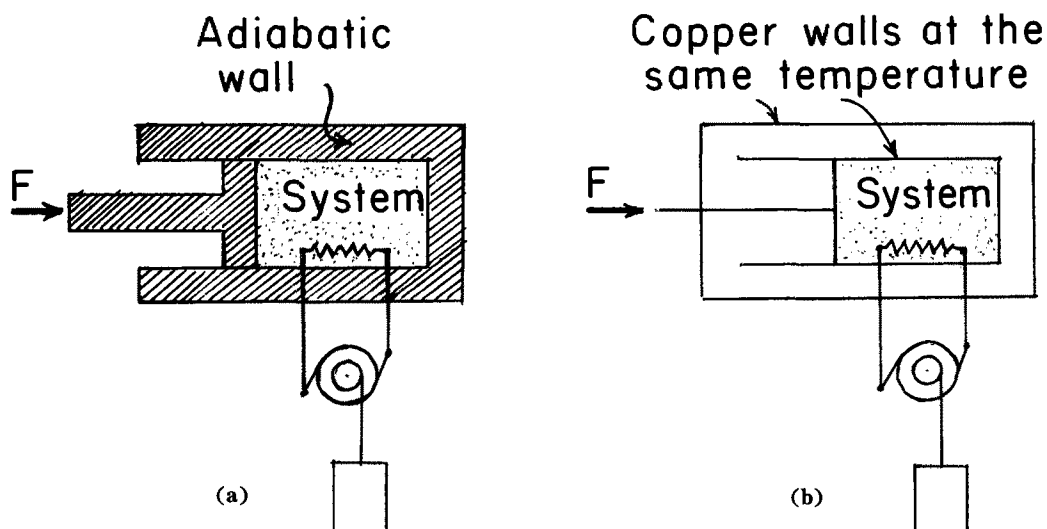 Adiabatic
wall
F
System
(a)
Copper walls at the
same temperature
F
System
(b)